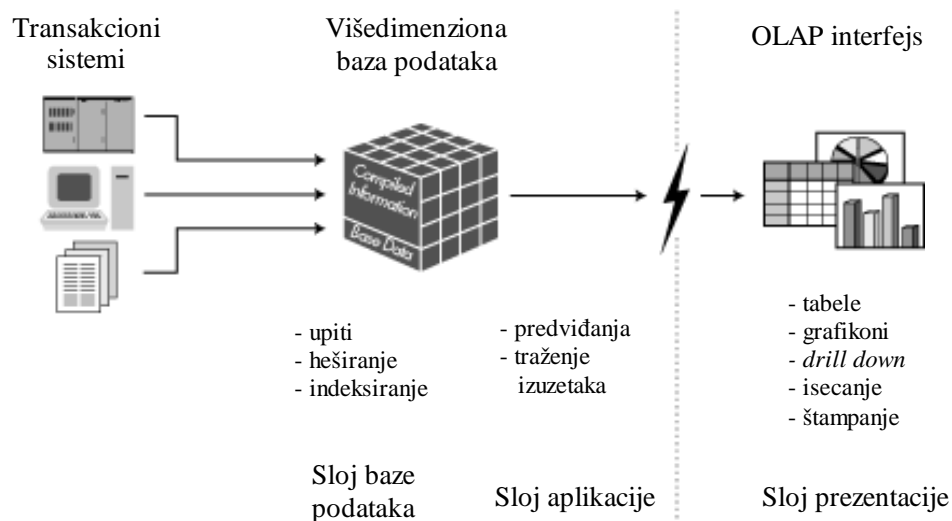 Transakcioni
sistemi
Višedimenziona
baza podataka
OLAP interfejs
Compiled
Information
Base Data
- upiti
- heširanje
- indeksiranje
- predviđanja
- traženje
izuzetaka
- tabele
- grafikoni
- drill down
- isecanje
- štampanje
Sloj baze
podataka
Sloj aplikacije
Sloj prezentacije